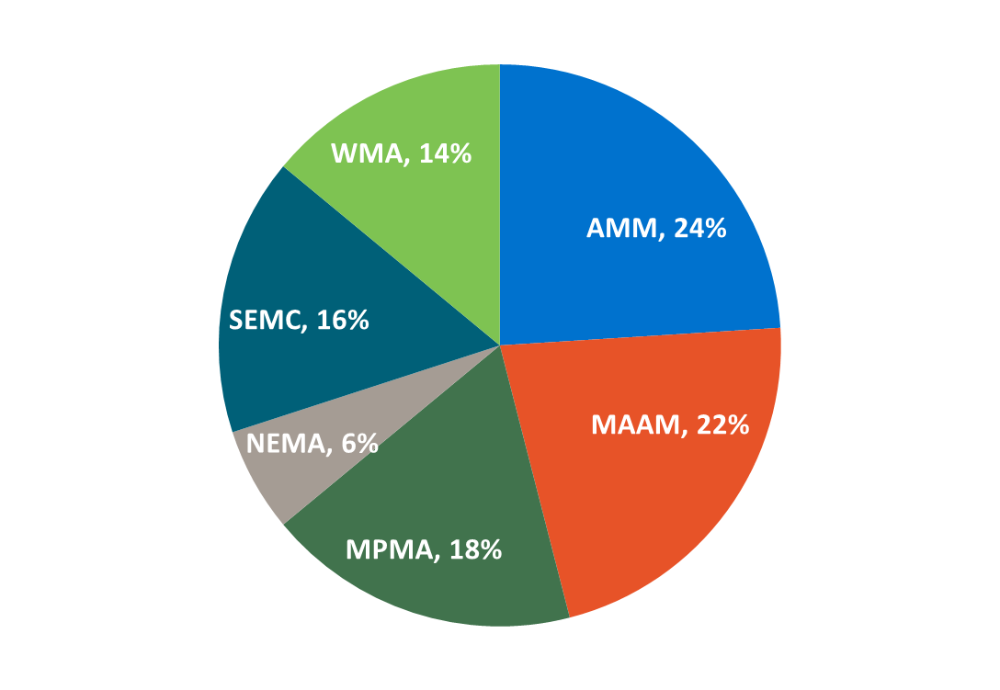 WMA, 14%
AMM, 24%
SEMC, 16%
MAAM, 22%
NEMA, 6%
MPMA, 18%